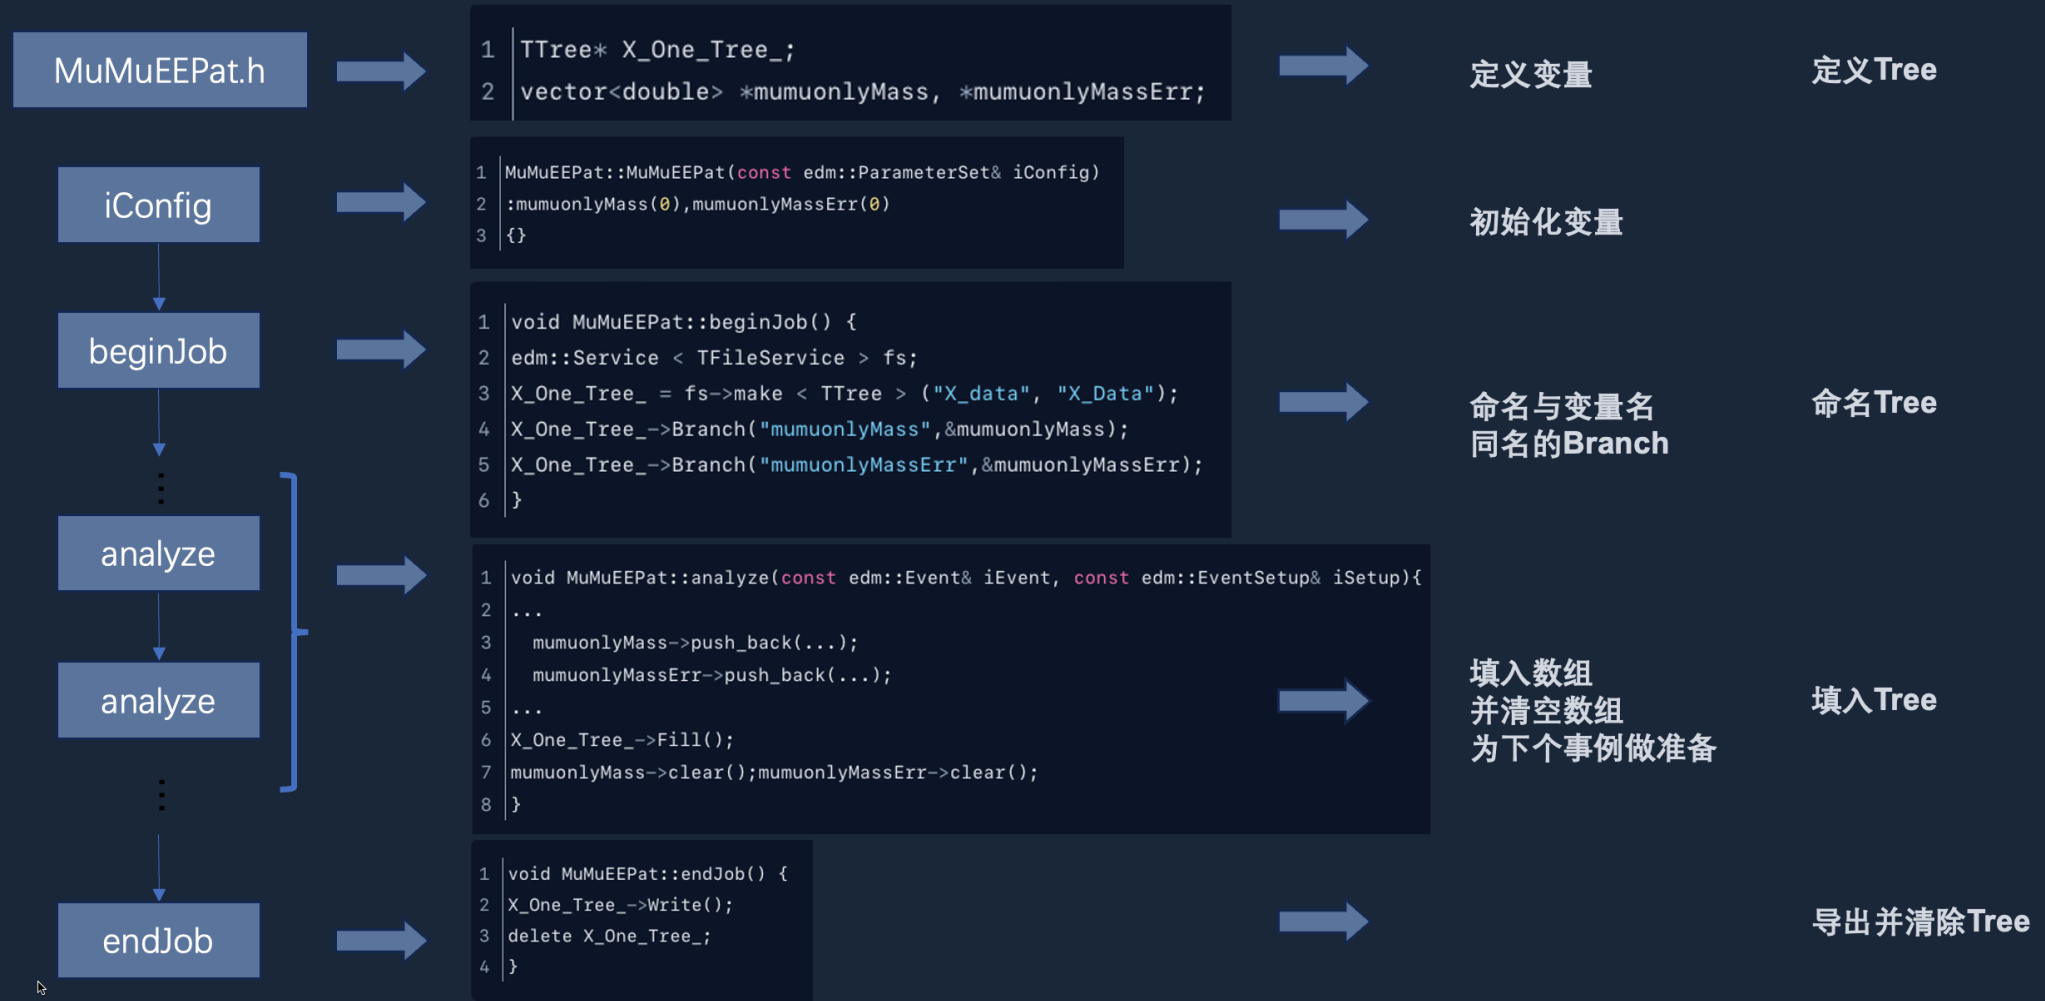 MuMuEEPat.h
1 TTree* X_One_Tree_;
2 vector<double> *mumuonlyMass, *mumuonlyMassErr;
定义变量
定义Tree
iConfig
1 MuMuEEPat::MuMuEEPat(const edm::ParameterSet& iConfig)
2 :mumuonlyMass(0),mumuonlyMassErr(0)
3 {}
初始化变量
beginJob
1 void MuMuEEPat::beginJob() {
2 edm::Service < TFileService > fs;
3 X_One_Tree_ = fs->make < TTree > ("X_data", "X_Data");
4 X_One_Tree_->Branch("mumuonlyMass",&mumuonlyMass);
5 X_One_Tree_->Branch("mumuonlyMassErr",&mumuonlyMassErr);
6 }
命名与变量名
同名的Branch
命名Tree
analyze
analyze
1 void MuMuEEPat::analyze(const edm::Event& iEvent, const edm::EventSetup& iSetup){
2 ...
3 mumuonlyMass->push_back(...);
4 mumuonlyMassErr->push_back(...);
5 ...
6 X_One_Tree_->Fill();
7 mumuonlyMass->clear();mumuonlyMassErr->clear();
8 }
填入数组
并清空数组
为下个事例做准备
填入Tree
endJob
1 void MuMuEEPat::endJob() {
2 X_One_Tree_->Write();
3 delete X_One_Tree_;
4 }
导出并清除Tree